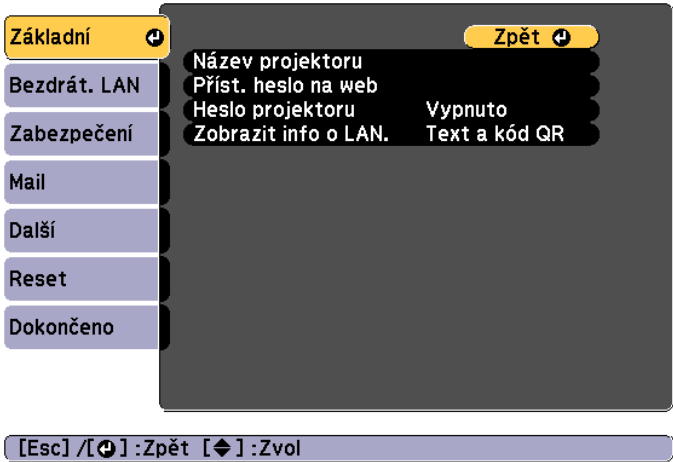 Základní
Bezdrát. LAN
Zabezpečení
Mail
Další
Reset
Dokončeno
Zpět
Název projektoru
Příst. heslo na web
Heslo projektoru Vypnuto
Zobrazit info o LAN. Text a kód QR
[Esc] /[ ] :Zpět [ ] :Zvol